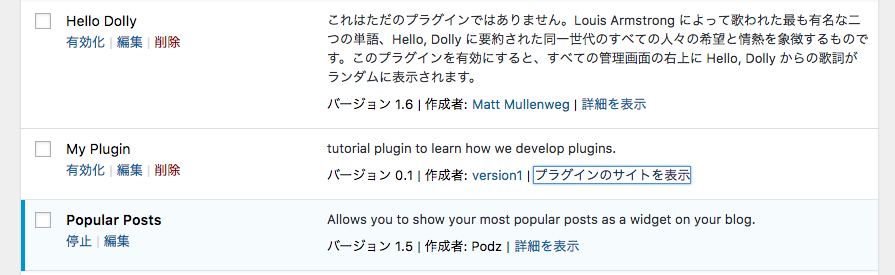 Hello Dolly
有効化 | 編集 | 削除
これはただのプラグインではありません。Louis Armstrong によって歌われた最も有名な二
つの単語、Hello, Dolly に要約された同一世代のすべての人々の希望と情熱を象徴するもので
す。このプラグインを有効にすると、すべての管理画面の右上に Hello, Dolly からの歌詞が
ランダムに表示されます。
バージョン 1.6 | 作成者: Matt Mullenweg | 詳細を表示
My Plugin
有効化 | 編集 | 削除
tutorial plugin to learn how we develop plugins.
バージョン 0.1 | 作成者: version1 | プラグインのサイトを表示
Popular Posts
停止 | 編集
Allows you to show your most popular posts as a widget on your blog.
バージョン 1.5 | 作成者: Podz | 詳細を表示